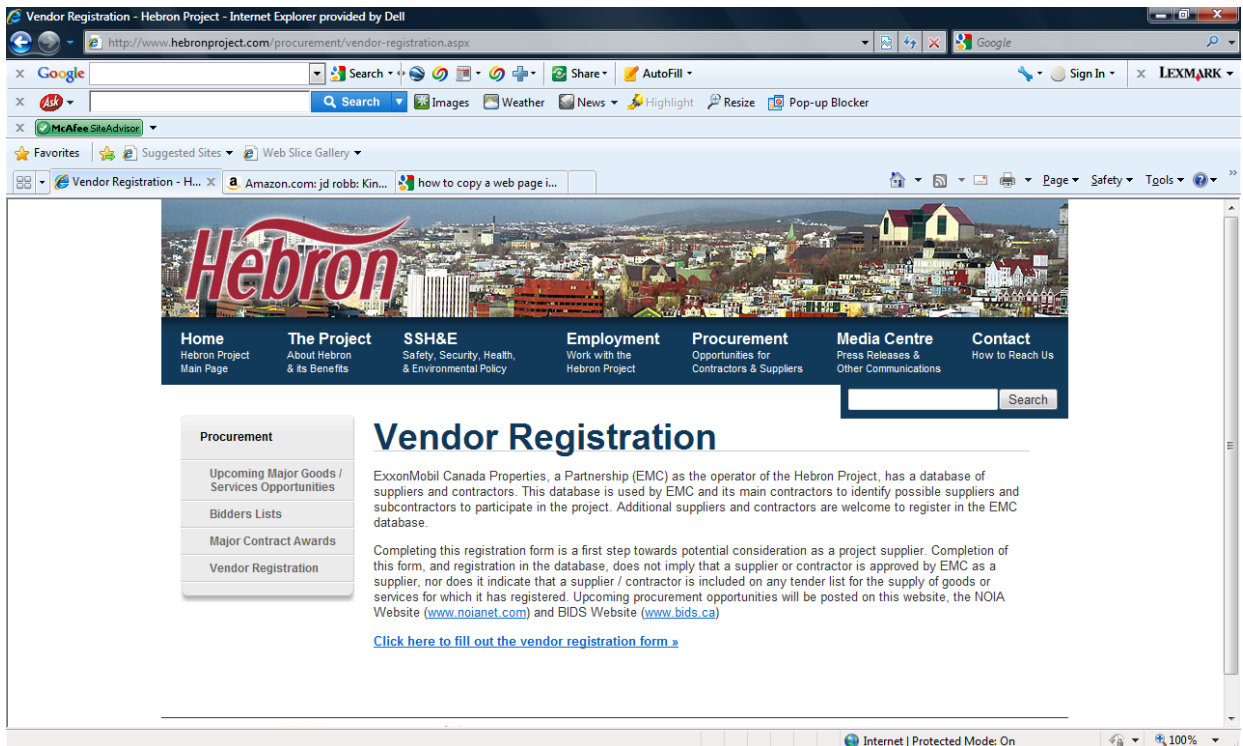 Vendor Registration - Hebron Project - Internet Explorer provided by Dell
http://www.hebronproject.com/procurement/vendor-registration.aspx
Google
x Google Search Share AutoFill Sign In x LEXMARK
x Ask Search Images Weather News Highlight Resize Pop-up Blocker
x McAfee SiteAdvisor
Favorites Suggested Sites Web Slice Gallery
Vendor Registration - H... x Amazon.com: jd robb: Kin... how to copy a web page i... Page Safety Tools
Hebron
Home The Project SSH&E Employment Procurement Media Centre Contact
Hebron Project About Hebron Safety, Security, Health, Work with the Opportunities for Press Releases & How to Reach Us
Main Page & its Benefits & Environmental Policy Hebron Project Contractors & Suppliers Other Communications
Search
Procurement
Upcoming Major Goods /
Services Opportunities
Bidders Lists
Major Contract Awards
Vendor Registration
Vendor Registration
ExxonMobil Canada Properties, a Partnership (EMC) as the operator of the Hebron Project, has a database of
suppliers and contractors. This database is used by EMC and its main contractors to identify possible suppliers and
subcontractors to participate in the project. Additional suppliers and contractors are welcome to register in the EMC
database.
Completing this registration form is a first step towards potential consideration as a project supplier. Completion of
this form, and registration in the database, does not imply that a supplier or contractor is approved by EMC as a
supplier, nor does it indicate that a supplier / contractor is included on any tender list for the supply of goods or
services for which it has registered. Upcoming procurement opportunities will be posted on this website, the NOIA
Website (www.noianet.com) and BIDS Website (www.bids.ca)
Click here to fill out the vendor registration form »
Internet | Protected Mode: On 100%